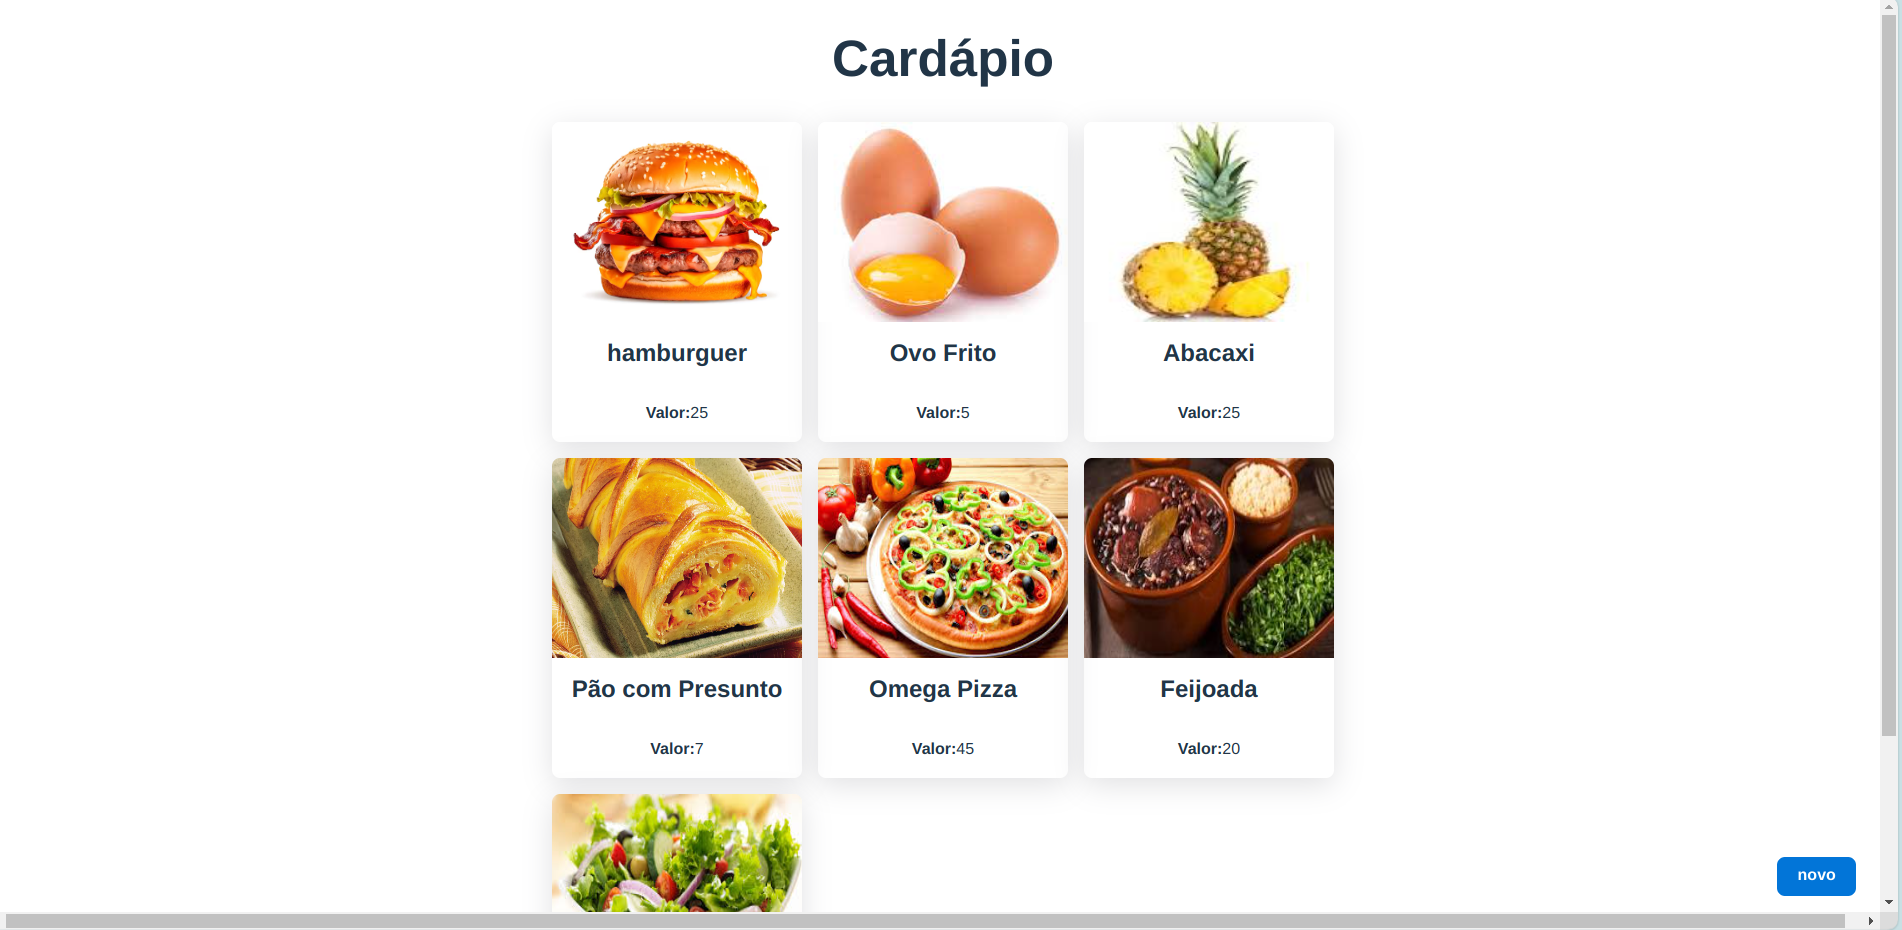 Cardápio
hamburguer
Ovo Frito
Abacaxi
Valor:25
Valor:5
Valor:25
Pão com Presunto
Omega Pizza
Feijoada
Valor:7
Valor:45
Valor:20
novo